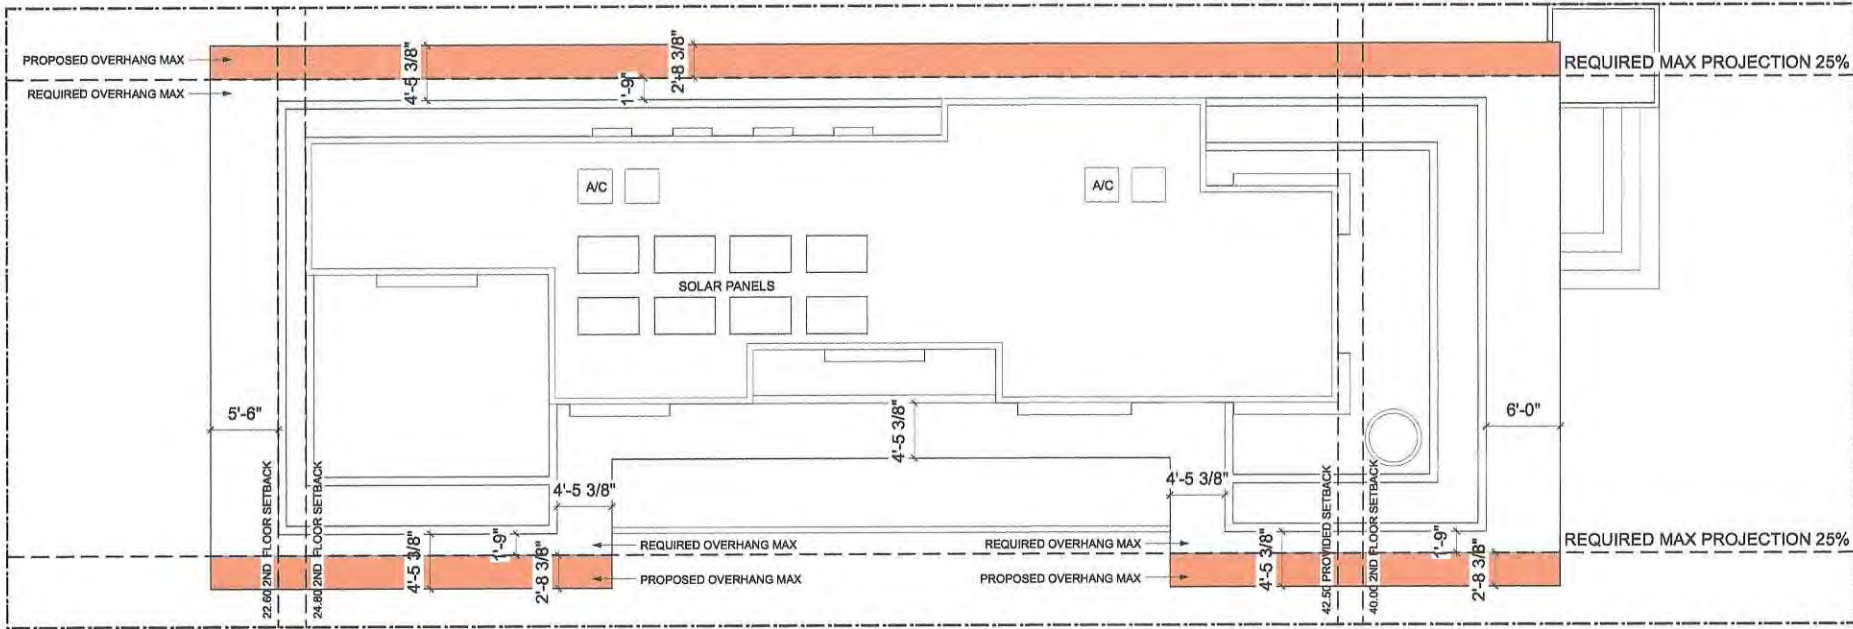 PROPOSED OVERHANG MAX
REQUIRED OVERHANG MAX
4'-5 3/8"
1'-9"
2'-8 3/8"
REQUIRED MAX PROJECTION 25%
A/C
A/C
SOLAR PANELS
5'-6"
4'-5 3/8"
6'-0"
22.60 2ND FLOOR SETBACK
24.80 2ND FLOOR SETBACK
4'-5 3/8"
4'-5 3/8"
42.50 PROVIDED SETBACK
40.00 2ND FLOOR SETBACK
4'-5 3/8"
1'-9"
2'-8 3/8"
REQUIRED OVERHANG MAX
PROPOSED OVERHANG MAX
REQUIRED OVERHANG MAX
PROPOSED OVERHANG MAX
4'-5 3/8"
1'-9"
2'-8 3/8"
REQUIRED MAX PROJECTION 25%